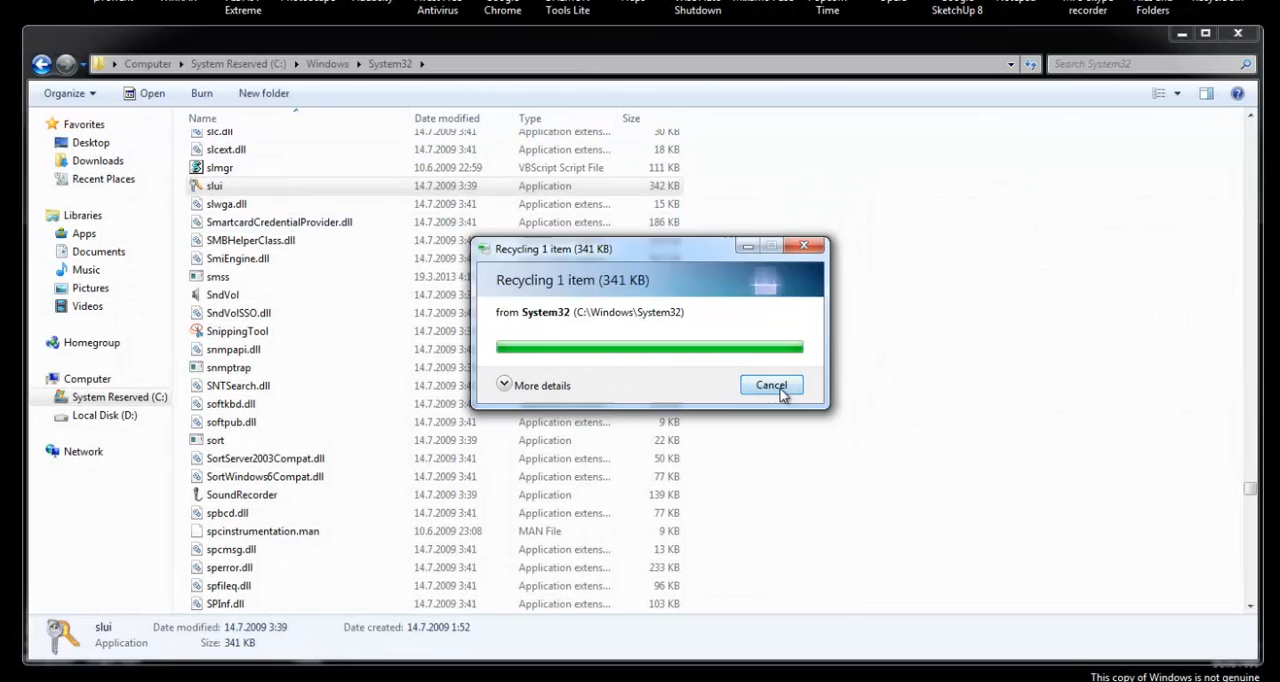 Extreme
Antivirus
Chrome
Tools Lite
Shutdown
Time
SketchUp 8
recorder
Folders
Computer System Reserved (C:) Windows System32 Search System32
Organize Open Burn New folder
Favorites
Desktop
Downloads
Recent Places
Libraries
Apps
Documents
Music
Pictures
Videos
Homegroup
Computer
System Reserved (C:)
Local Disk (D:)
Network
Name Date modified Type Size
slc.dll 14.7.2009 3:41 Application extens... 30 KB
slcext.dll 14.7.2009 3:41 Application extens... 18 KB
slmgr 10.6.2009 22:59 VBScript Script File 111 KB
slui 14.7.2009 3:39 Application 342 KB
slwga.dll 14.7.2009 3:41 Application extens... 15 KB
SmartcardCredentialProvider.dll 14.7.2009 3:41 Application extens... 186 KB
SMBHelperClass.dll
SmiEngine.dll
smss
SndVol
SndVolSSO.dll
SnippingTool
snmpapi.dll
snmptrap
SNTSearch.dll
softkbd.dll
softpub.dll 14.7.2009 3:41 Application extens... 9 KB
sort 14.7.2009 3:39 Application 22 KB
SortServer2003Compat.dll 14.7.2009 3:41 Application extens... 50 KB
SortWindows6Compat.dll 14.7.2009 3:41 Application extens... 77 KB
SoundRecorder 14.7.2009 3:39 Application 139 KB
spbcd.dll 14.7.2009 3:41 Application extens... 77 KB
spcinstrumentation.man 10.6.2009 23:08 MAN File 9 KB
spcmsg.dll 14.7.2009 3:41 Application extens... 13 KB
sperror.dll 14.7.2009 3:41 Application extens... 233 KB
spfileq.dll 14.7.2009 3:41 Application extens... 96 KB
SPInf.dll 14.7.2009 3:41 Application extens... 103 KB
Recycling 1 item (341 KB)
Recycling 1 item (341 KB)
from System32 (C:\Windows\System32)
More details Cancel
slui Date modified: 14.7.2009 3:39 Date created: 14.7.2009 1:52
Application Size: 341 KB
This copy of Windows is not genuine